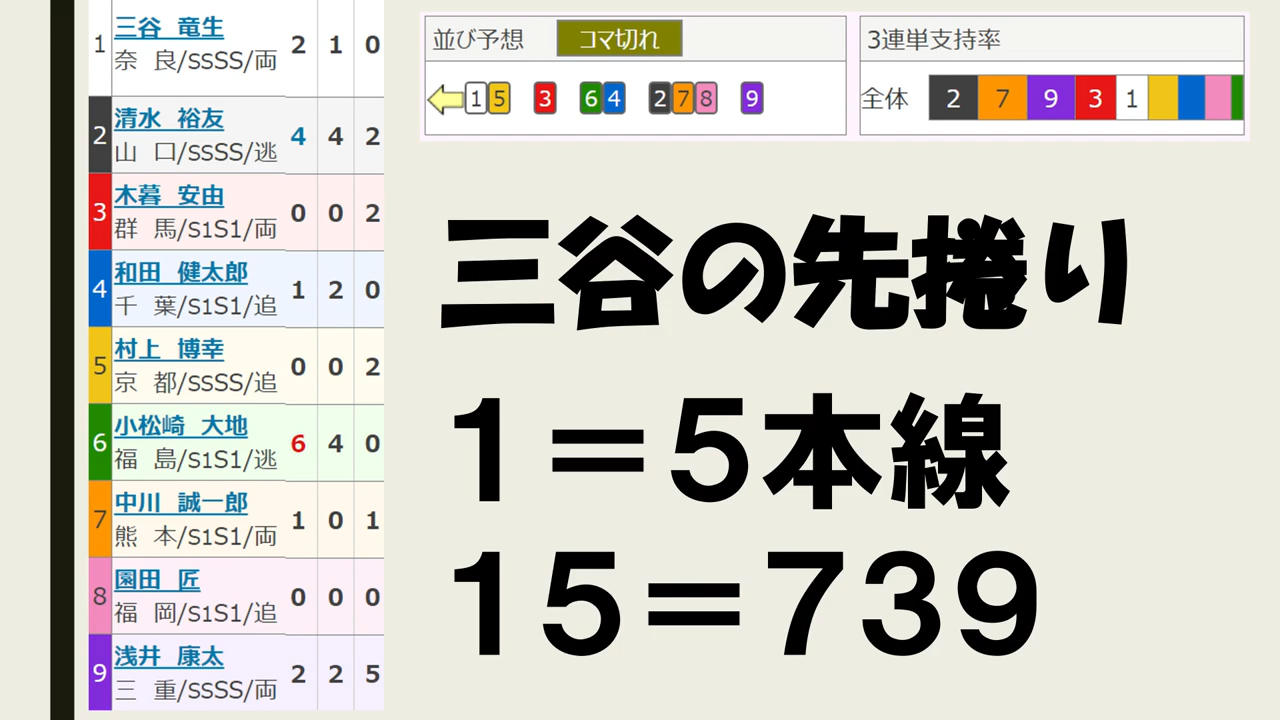 1 三谷 竜生 2 1 0
奈 良/SSSS/両
2 清水 裕友 4 4 2
山 口/SSSS/逃
3 木暮 安由 0 0 2
群 馬/S1S1/両
4 和田 健太郎 1 2 0
千 葉/S1S1/追
5 村上 博幸 0 0 2
京 都/SSSS/追
6 小松崎 大地 6 4 0
福 島/S1S1/逃
7 中川 誠一郎 1 0 1
熊 本/S1S1/両
8 園田 匠 0 0 0
福 岡/S1S1/追
9 浅井 康太 2 2 5
三 重/SSSS/両
並び予想 コマ切れ
1 5 3 6 4 2 7 8 9
3連単支持率
全体 2 7 9 3 1
三谷の先捲り
1=5本線
15=739